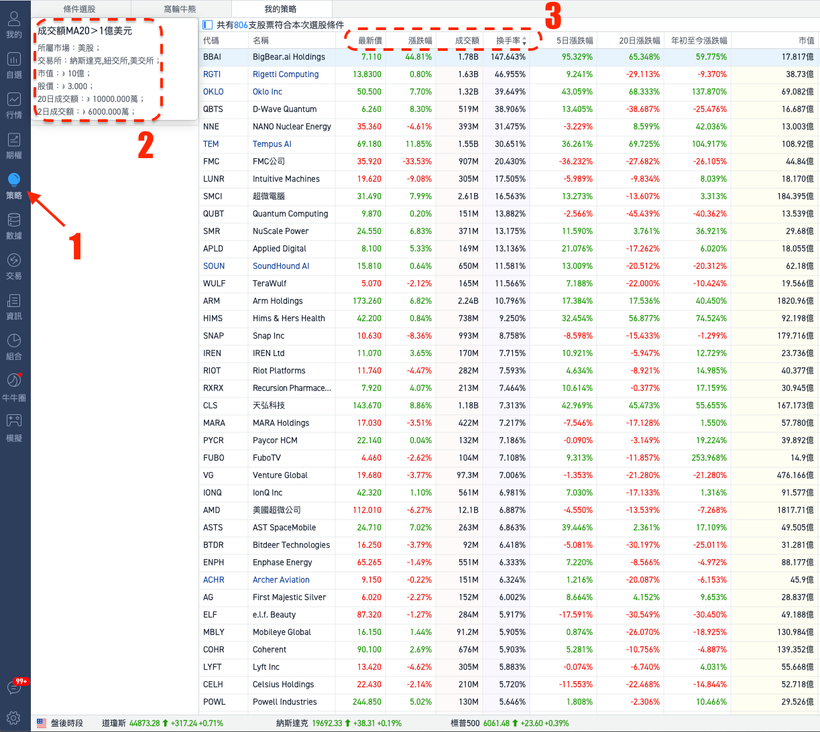 條件選股 窩輪牛熊 我的策略
3
共有806支股票符合本次選股條件
成交額MA20＞1億美元
所屬市場：美股；
交易所：納斯克,紐交所,美交所；
市值：≥ 10億；
股價：≥ 3.000；
20日成交額：≥ 10000.000萬；
2日成交額：≥ 6000.000萬；
2
1
我的
自選
行情
期權
策略
數據
交易
資訊
組合
牛牛圈
模擬
99+
代碼 名稱 最新價 漲跌幅 成交額 換手率 5日漲跌幅 20日漲跌幅 年初至今漲跌幅 市值
BBAI BigBear.ai Holdings 7.110 44.81% 1.78B 147.643% 95.329% 65.348% 59.775% 17.817億
RGTI Rigetti Computing 13.8300 0.80% 1.63B 46.955% 9.241% -29.113% -9.370% 38.73億
OKLO Oklo Inc 50.500 7.70% 1.32B 39.649% 43.059% 68.333% 137.870% 69.082億
QBTS D-Wave Quantum 6.260 8.30% 519M 38.906% 13.405% -38.687% -25.476% 16.687億
NNE NANO Nuclear Energy 35.360 -4.61% 393M 31.475% -3.229% 8.599% 42.036% 13.003億
TEM Tempus AI 69.180 11.85% 1.55B 30.651% 36.261% 69.725% 104.917% 108.92億
FMC FMC公司 35.920 -33.53% 907M 20.430% -36.232% -27.682% -26.105% 44.84億
LUNR Intuitive Machines 19.620 -9.08% 305M 17.505% -5.989% -9.834% 8.039% 18.170億
SMCI 超微電腦 31.490 7.99% 2.61B 16.563% 13.273% -13.607% 3.313% 184.395億
QUBT Quantum Computing 9.870 0.20% 151M 13.882% -2.566% -45.439% -40.362% 13.539億
SMR NuScale Power 24.550 6.83% 371M 13.175% 11.590% 3.761% 36.921% 29.68億
APLD Applied Digital 8.100 5.33% 169M 13.136% 21.076% -17.262% 6.020% 18.055億
SOUN SoundHound AI 15.810 0.64% 650M 11.581% 13.009% -20.512% -20.312% 62.18億
WULF TeraWulf 5.070 -2.12% 165M 11.566% 7.188% -22.000% -10.424% 19.566億
ARM Arm Holdings 173.260 6.82% 2.24B 10.796% 17.384% 17.536% 40.450% 1820.96億
HIMS Hims & Hers Health 42.200 0.84% 738M 9.250% 32.454% 56.877% 74.524% 92.198億
SNAP Snap Inc 10.630 -8.36% 993M 8.758% -8.598% -15.433% -1.299% 179.716億
IREN IREN Ltd 11.070 3.65% 170M 7.715% 10.921% -5.947% 12.729% 23.736億
RIOT Riot Platforms 11.740 -4.47% 282M 7.593% 4.634% -8.921% 14.985% 40.377億
RXRX Recursion Pharmace... 7.920 4.07% 213M 7.464% 10.614% -0.377% 17.159% 30.945億
CLS 天弘科技 143.670 8.86% 1.18B 7.313% 42.969% 45.473% 55.655% 167.173億
MARA MARA Holdings 17.030 -3.51% 422M 7.217% -7.546% -17.128% 1.550% 57.780億
PYCR Paycor HCM 22.140 0.04% 132M 7.186% -0.090% -3.149% 19.224% 39.892億
FUBO FuboTV 4.460 -2.62% 104M 7.108% 9.313% -11.857% 253.968% 14.9億
VG Venture Global 19.680 -3.77% 97.3M 7.006% -1.353% -21.280% -21.280% 476.166億
IONQ IonQ Inc 42.320 1.10% 561M 6.981% 7.030% -17.133% 1.316% 91.577億
AMD 美國超微公司 112.010 -6.27% 12.1B 6.887% -4.550% -13.539% -7.268% 1817.71億
ASTS AST SpaceMobile 24.710 7.02% 263M 6.863% 39.446% 2.361% 17.109% 49.505億
BTDR Bitdeer Technologies 16.250 -3.79% 92M 6.418% -5.081% -30.197% -25.011% 31.281億
ENPH Enphase Energy 65.265 -1.49% 551M 6.333% 7.220% -8.566% -4.972% 88.177億
ACHR Archer Aviation 9.150 -0.22% 151M 6.324% 1.216% -20.087% -6.153% 45.9億
AG First Majestic Silver 6.020 -2.27% 152M 6.002% 8.664% 4.152% 9.653% 28.837億
ELF e.l.f. Beauty 87.320 -1.27% 284M 5.917% -17.591% -30.549% -30.450% 49.188億
MBLY Mobileye Global 16.150 1.44% 91.2M 5.905% 0.874% -26.070% -18.925% 130.984億
COHR Coherent 90.100 2.69% 676M 5.903% 5.281% -10.756% -4.887% 139.352億
LYFT Lyft Inc 13.420 -4.62% 305M 5.883% -0.074% -6.740% 4.031% 55.668億
CELH Celsius Holdings 22.430 -2.14% 210M 5.720% -11.553% -22.468% -14.844% 52.718億
POWL Powell Industries 244.850 5.02% 130M 5.646% 1.808% -2.306% 10.466% 29.526億
盤後時段 道瓊斯 44873.28 +317.24 +0.71% 納斯克 19692.33 +38.31 +0.19% 標普500 6061.48 +23.60 +0.39%